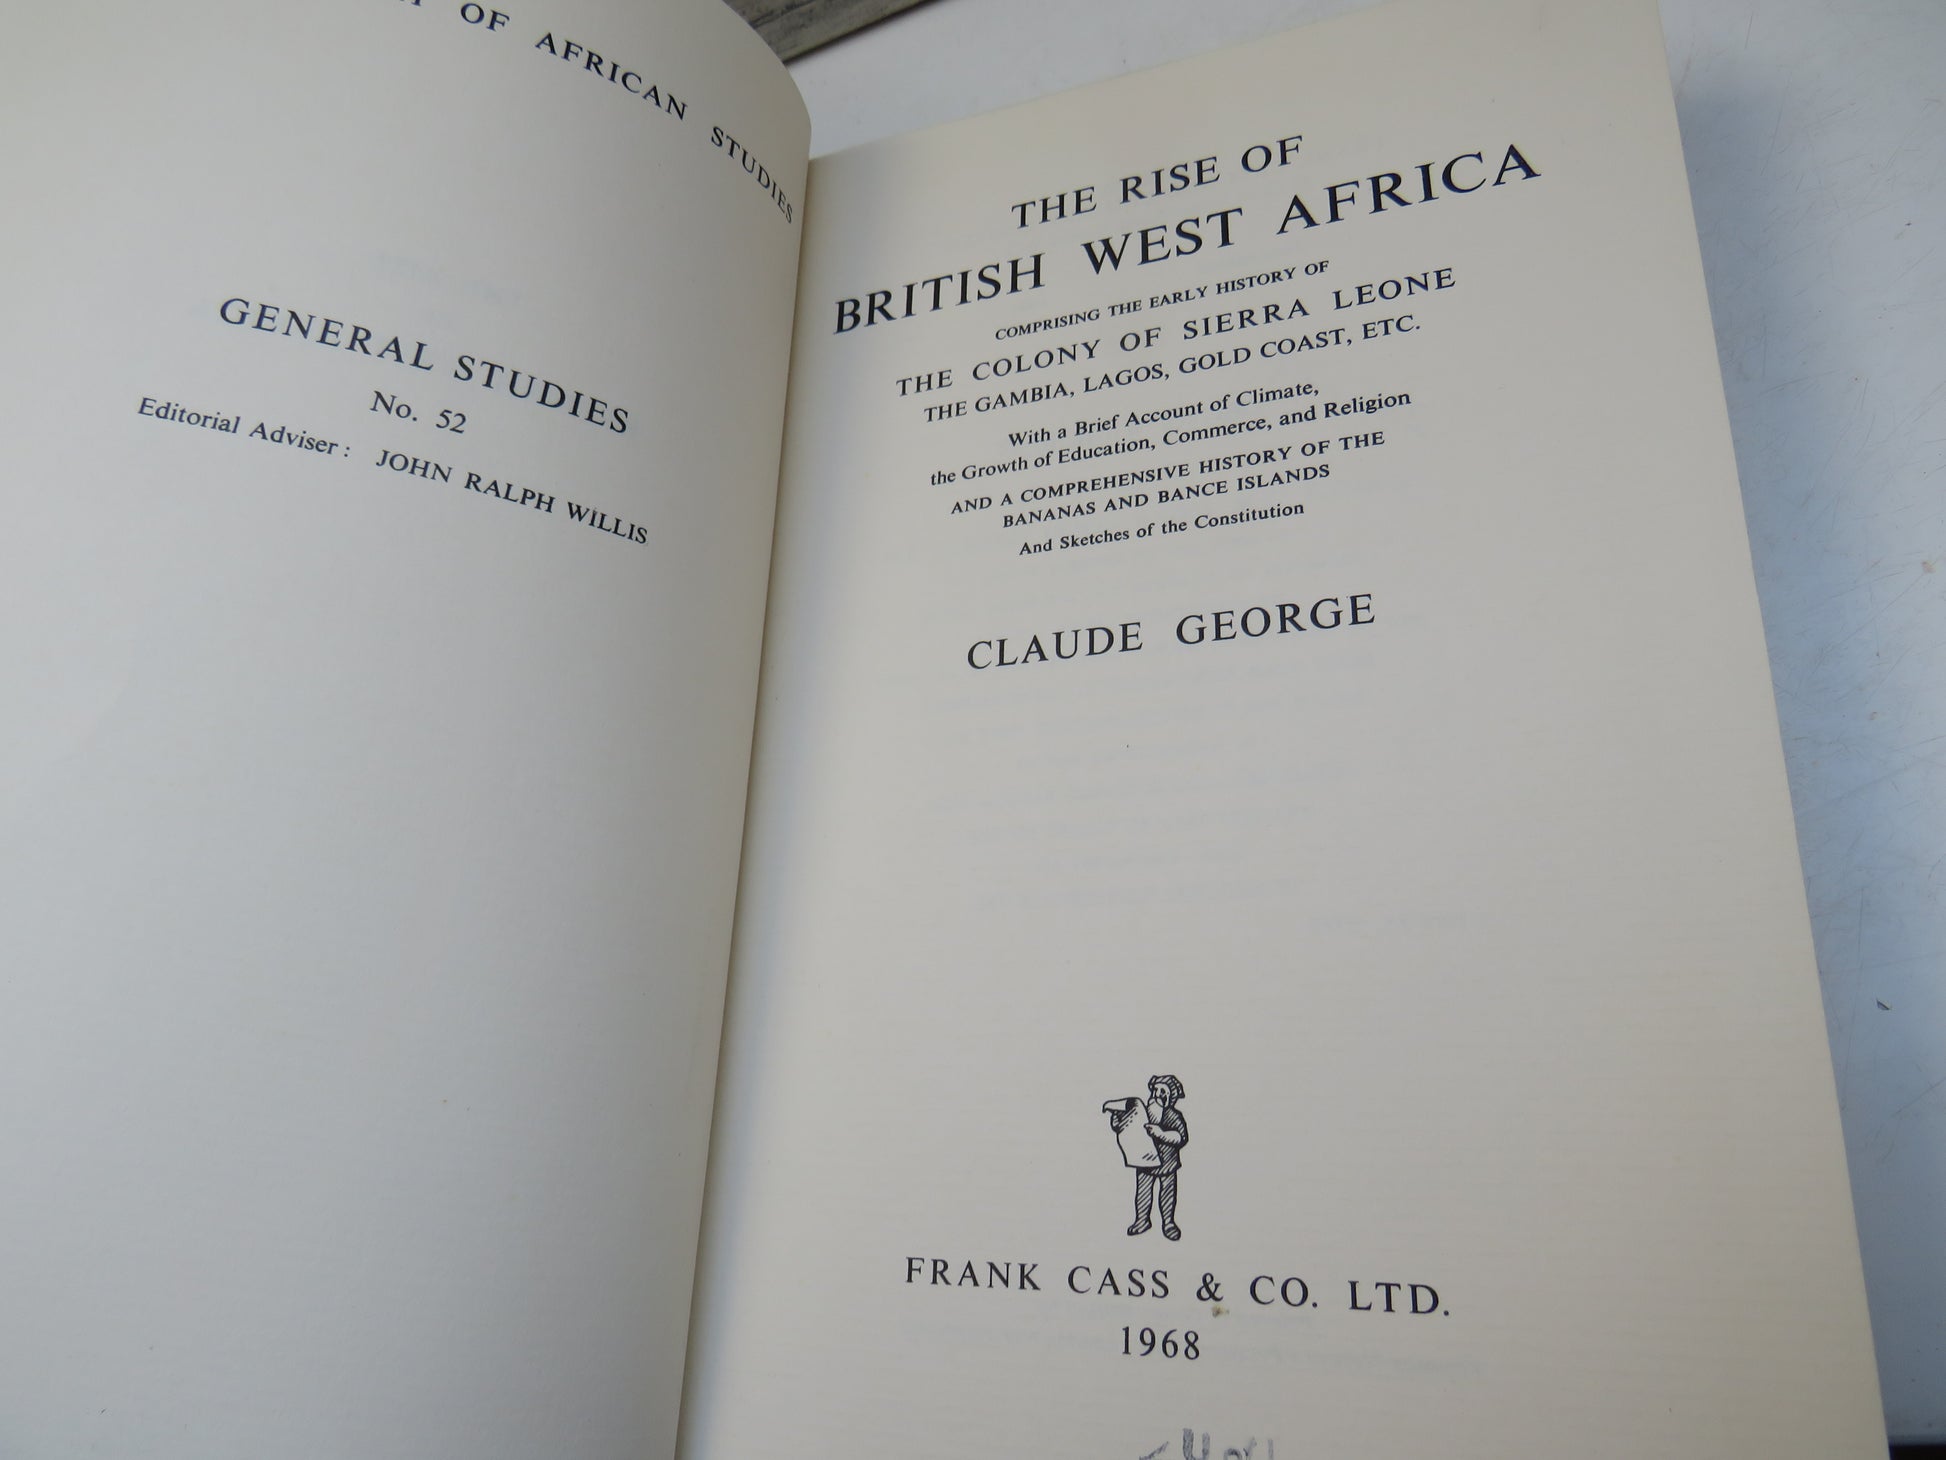 OF AFRICAN STUDIES
GENERAL STUDIES
No. 52
Editorial Adviser: JOHN RALPH WILLIS
THE RISE OF
BRITISH WEST AFRICA
COMPRISING THE EARLY HISTORY OF
THE COLONY OF SIERRA LEONE
THE GAMBIA, LAGOS, GOLD COAST, ETC.
With a Brief Account of Climate,
the Growth of Education, Commerce, and Religion
AND A COMPREHENSIVE HISTORY OF THE
BANANAS AND BANCE ISLANDS
And Sketches of the Constitution
CLAUDE GEORGE
FRANK CASS & CO. LTD.
1968